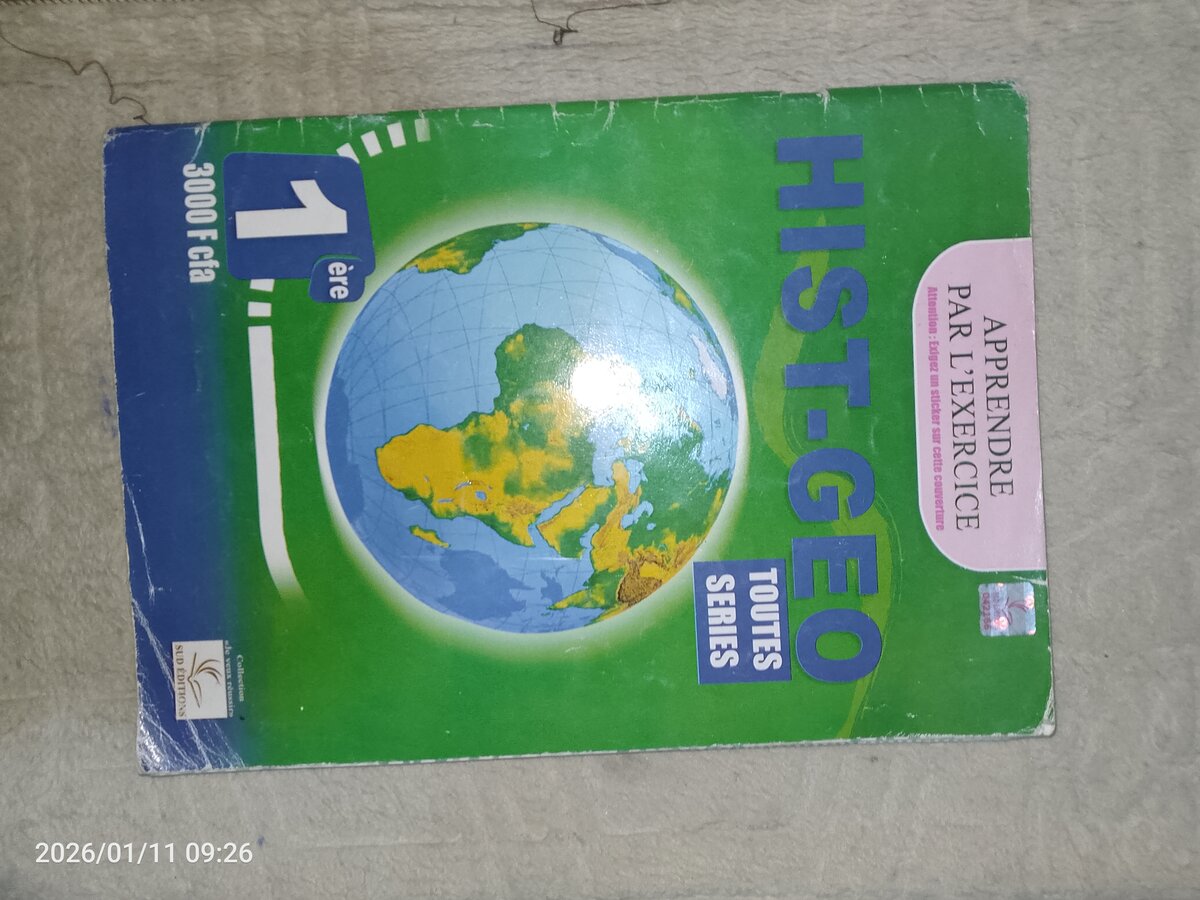 APPRENDRE
PAR L'EXERCICE
Attention : Exigez un sticker sur cette couverture
HIST-GEO
TOUTES
SERIES
1ère
3000 F cfa
Collection
«Je veux réussir»
SUD ÉDITIONS
2026/01/11 09:26